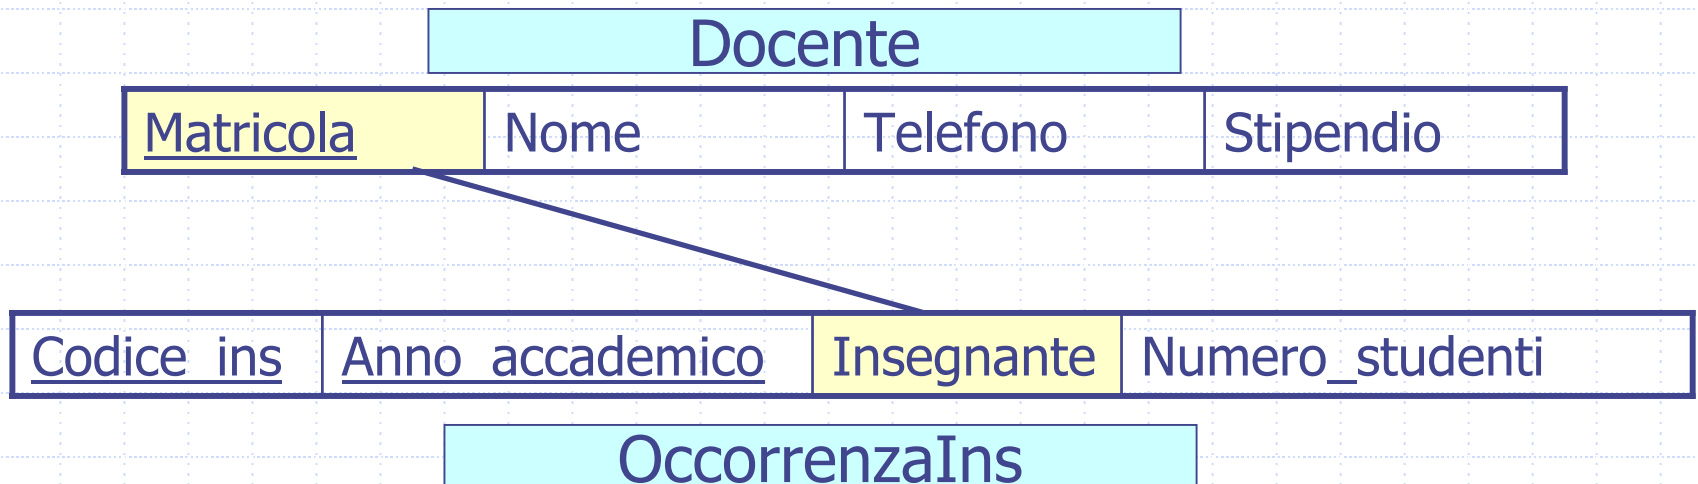 Docente
Matricola Nome Telefono Stipendio
Codice_ins Anno_accademico Insegnante Numero_studenti
OccorrenzaIns